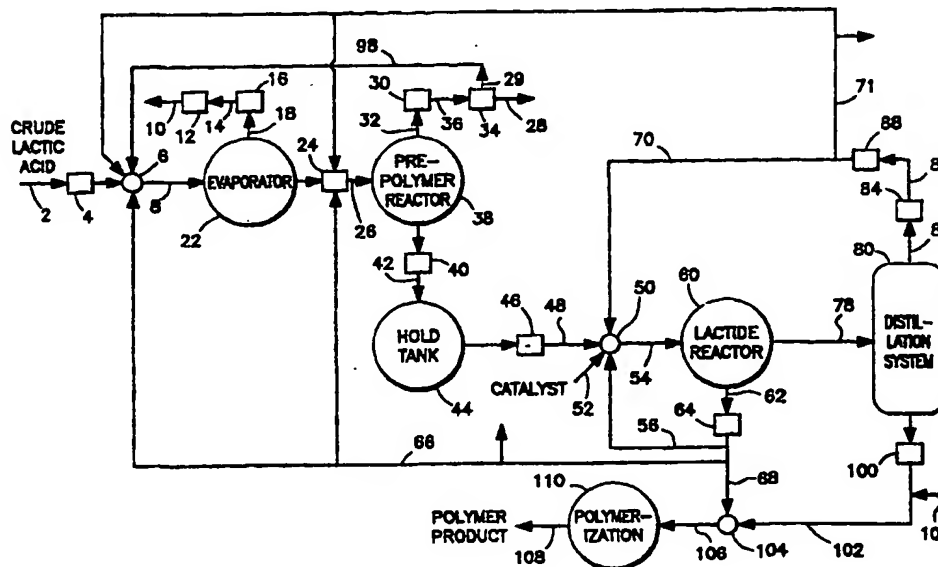 98
16
29
30
71
10
12
14
18
36
34
28
88
CRUDE
LACTIC
ACID
6
24
32
70
84
EVAPORATOR
PRE-
POLYMER
REACTOR
2
4
8
22
26
38
80
42
40
60
46
48
50
78
HOLD
TANK
LACTIDE
REACTOR
DISTIL-
LATION
SYSTEM
CATALYST
52
54
62
44
64
56
66
68
100
110
POLYMER
PRODUCT
POLYMER-
IZATION
108
106
104
102